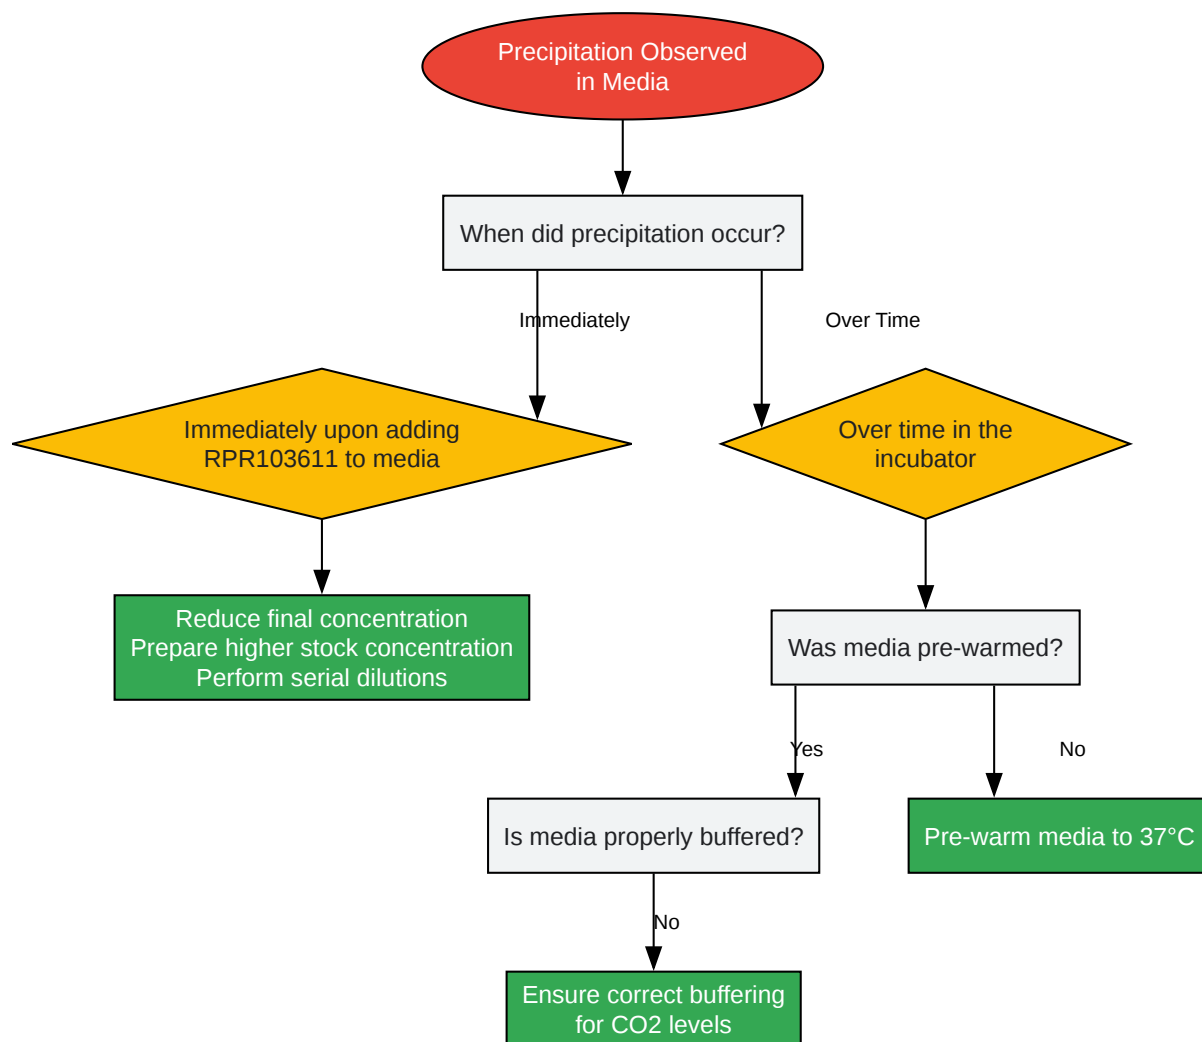 Precipitation Observed
in Media
When did precipitation occur?
Immediately
Over Time
Immediately upon adding
RPR103611 to media
Over time in the
incubator
Reduce final concentration
Prepare higher stock concentration
Perform serial dilutions
Was media pre-warmed?
Yes
No
Is media properly buffered?
Pre-warm media to 37°C
No
Ensure correct buffering
for CO2 levels